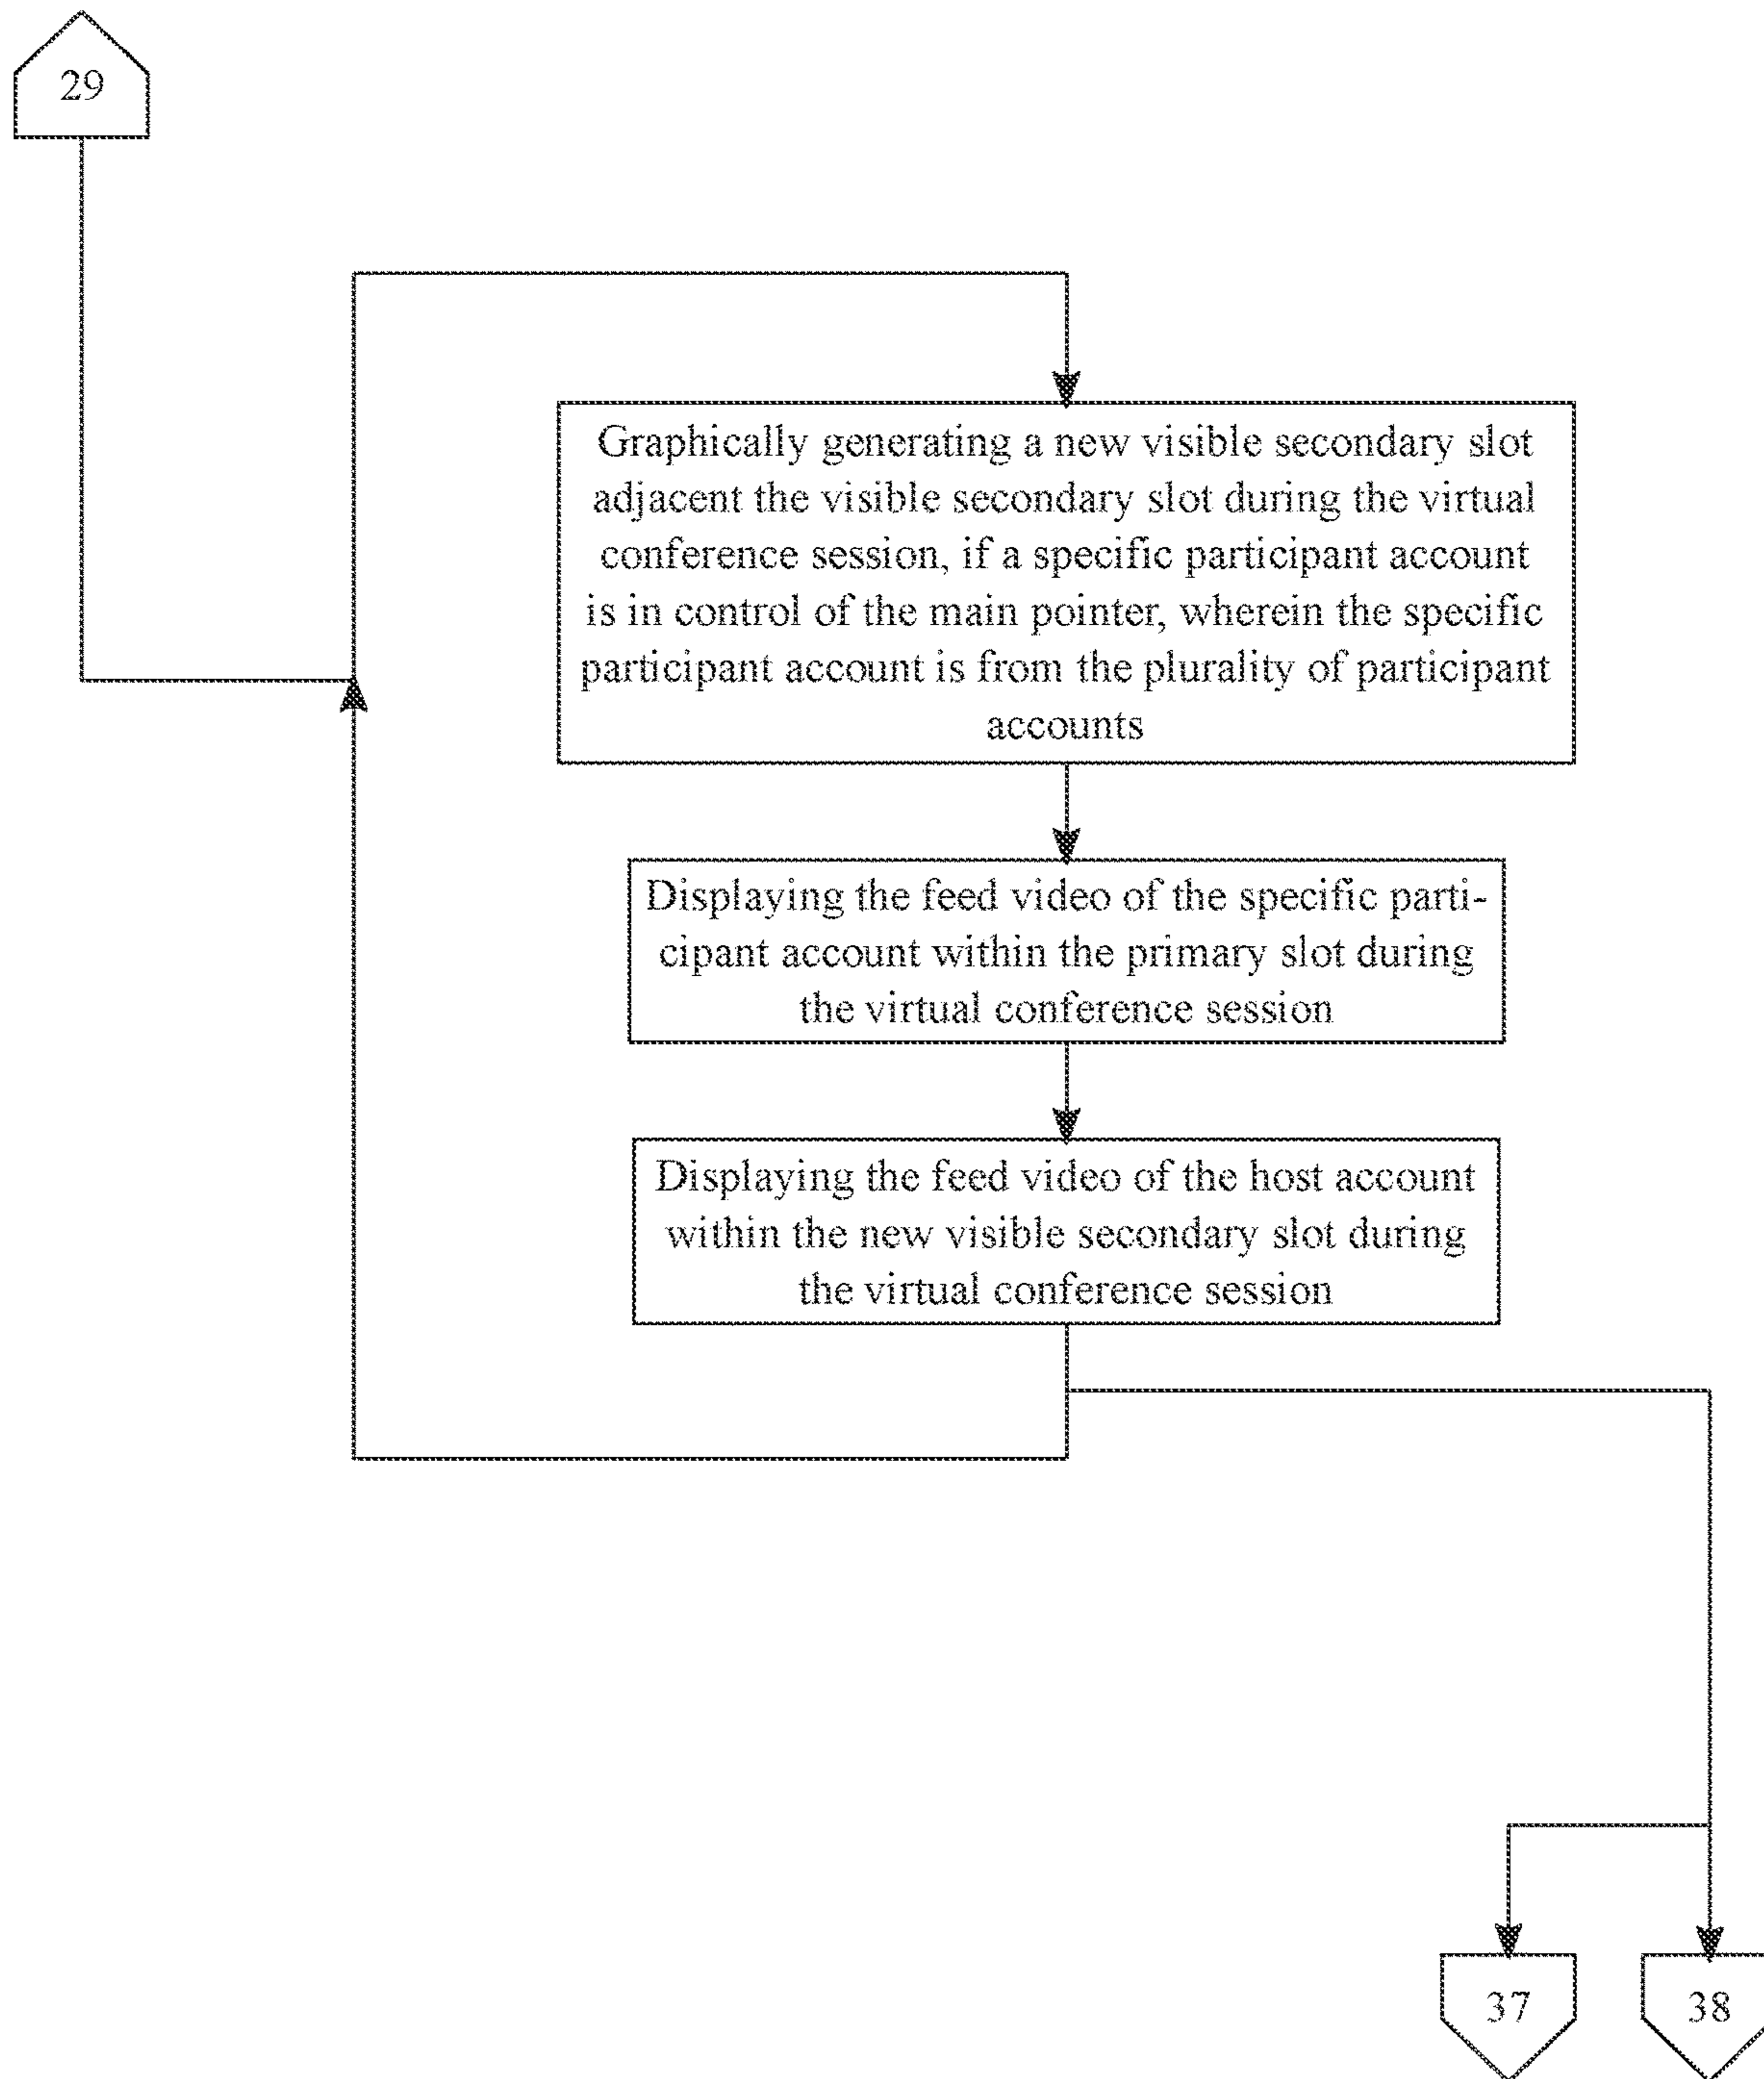 29
Graphically generating a new visible secondary slot
adjacent the visible secondary slot during the virtual
conference session, if a specific participant account
is in control of the main pointer, wherein the specific
participant account is from the plurality of participant
accounts
Displaying the feed video of the specific parti-
cipant account within the primary slot during
the virtual conference session
Displaying the feed video of the host account
within the new visible secondary slot during
the virtual conference session
37
38